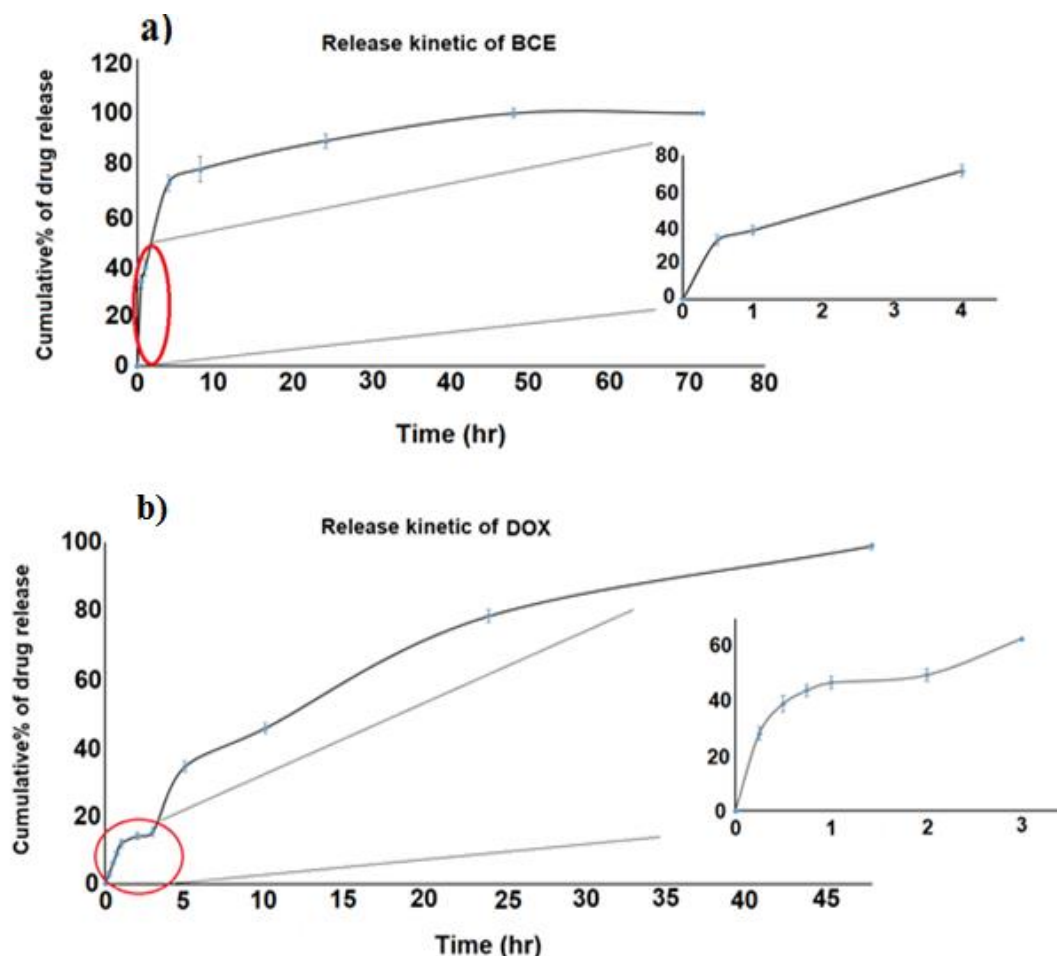 a)
Release kinetic of BCE
Cumulative% of drug release
120
100
80
60
40
20
0
0 10 20 30 40 50 60 70 80
Time (hr)
80
60
40
20
0
0 1 2 3 4
b)
Release kinetic of DOX
Cumulative% of drug release
100
80
60
40
20
0
0 5 10 15 20 25 30 35 40 45
Time (hr)
60
40
20
0
0 1 2 3